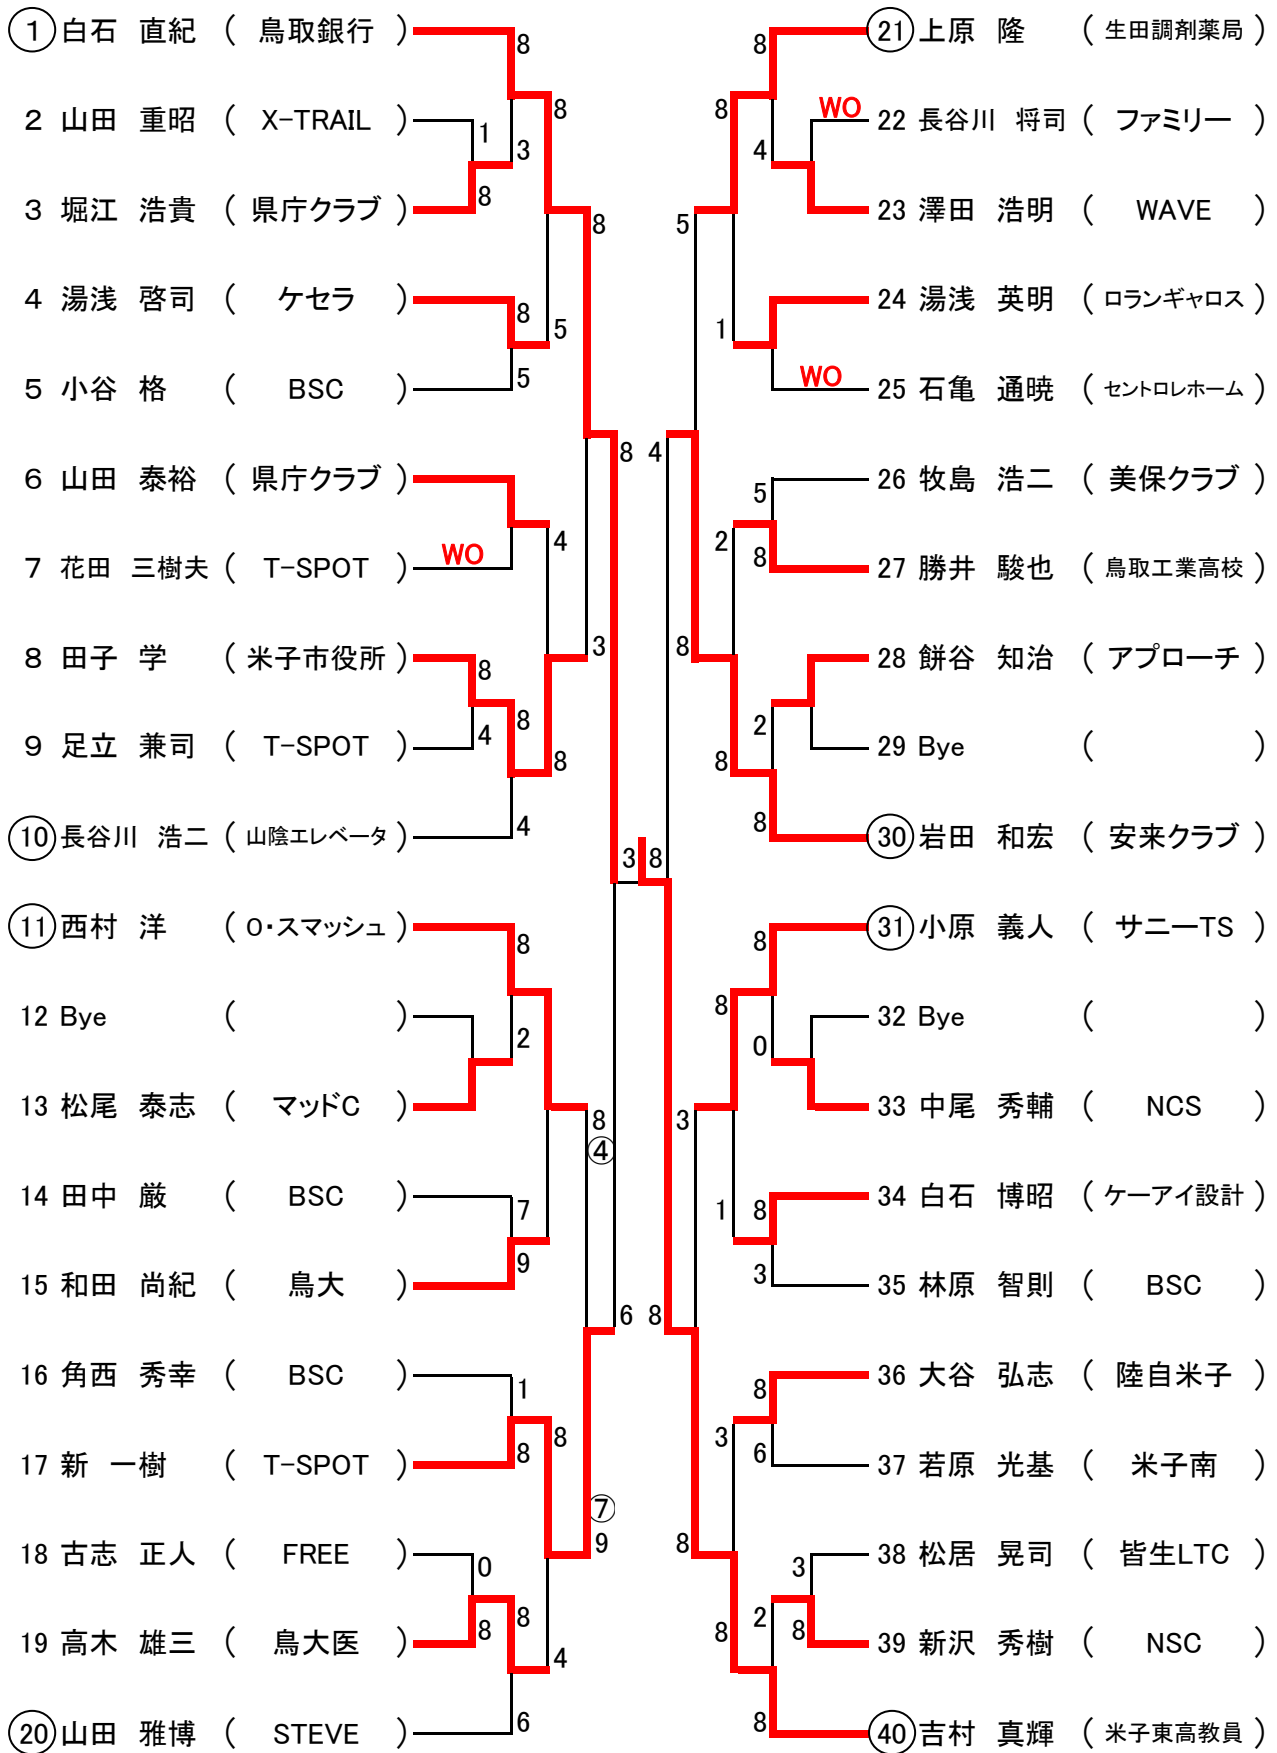 1 白石 直紀 ( 鳥取銀行 )
8
2 山田 重昭 ( X-TRAIL )
1
8
3
3 堀江 浩貴 ( 県庁クラブ )
8
8
4 湯浅 啓司 ( ケセラ )
8
5
5 小谷 格 ( BSC )
5
8
6 山田 泰裕 ( 県庁クラブ )
4
7 花田 三樹夫 ( T-SPOT )
WO
3
8 田子 学 ( 米子市役所 )
8
8
9 足立 兼司 ( T-SPOT )
4
8
10 長谷川 浩二 ( 山陰エレベータ )
4
3 8
11 西村 洋 ( O・スマッシュ )
8
12 Bye ( )
2
13 松尾 泰志 ( マッドC )
8
④
14 田中 厳 ( BSC )
7
15 和田 尚紀 ( 鳥大 )
9
6
16 角西 秀幸 ( BSC )
1
8
17 新 一樹 ( T-SPOT )
8
⑦
9
18 古志 正人 ( FREE )
0
8
19 高木 雄三 ( 鳥大医 )
8
4
20 山田 雅博 ( STEVE )
6
21 上原 隆 ( 生田調剤薬局 )
8
22 長谷川 将司 ( ファミリー )
WO
8
4
23 澤田 浩明 ( WAVE )
5
24 湯浅 英明 ( ロランギャロス )
1
25 石亀 通暁 ( セントロレホーム )
WO
4
26 牧島 浩二 ( 美保クラブ )
5
2
27 勝井 駿也 ( 鳥取工業高校 )
8
8
28 餅谷 知治 ( アプローチ )
2
29 Bye ( )
8
30 岩田 和宏 ( 安来クラブ )
8
31 小原 義人 ( サニーTS )
8
32 Bye ( )
8
0
33 中尾 秀輔 ( NCS )
3
34 白石 博昭 ( ケーアイ設計 )
8
1
35 林原 智則 ( BSC )
3
8
36 大谷 弘志 ( 陸自米子 )
8
3
37 若原 光基 ( 米子南 )
6
8
38 松居 晃司 ( 皆生LTC )
3
2
39 新沢 秀樹 ( NSC )
8
8
40 吉村 真輝 ( 米子東高教員 )
8